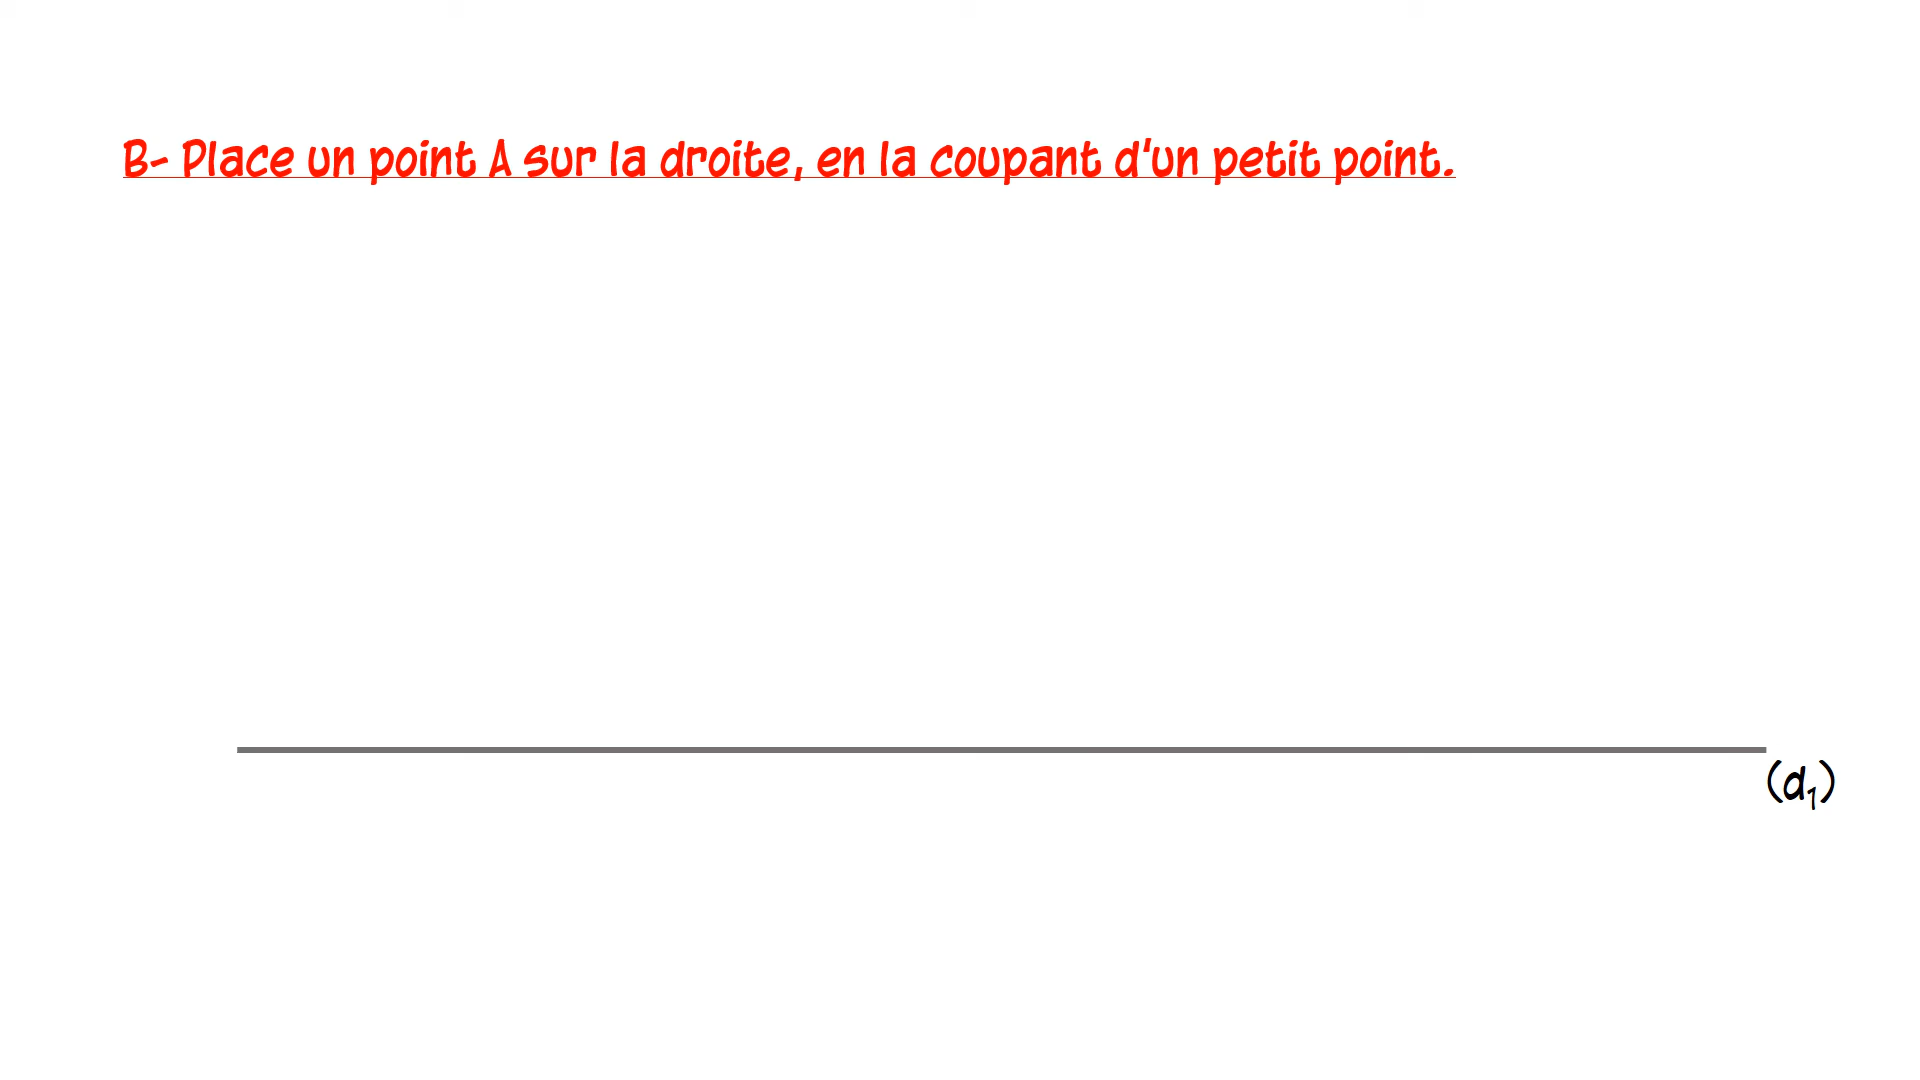 B- Place un point A sur la droite, en la coupant d'un petit point.
(d₁)